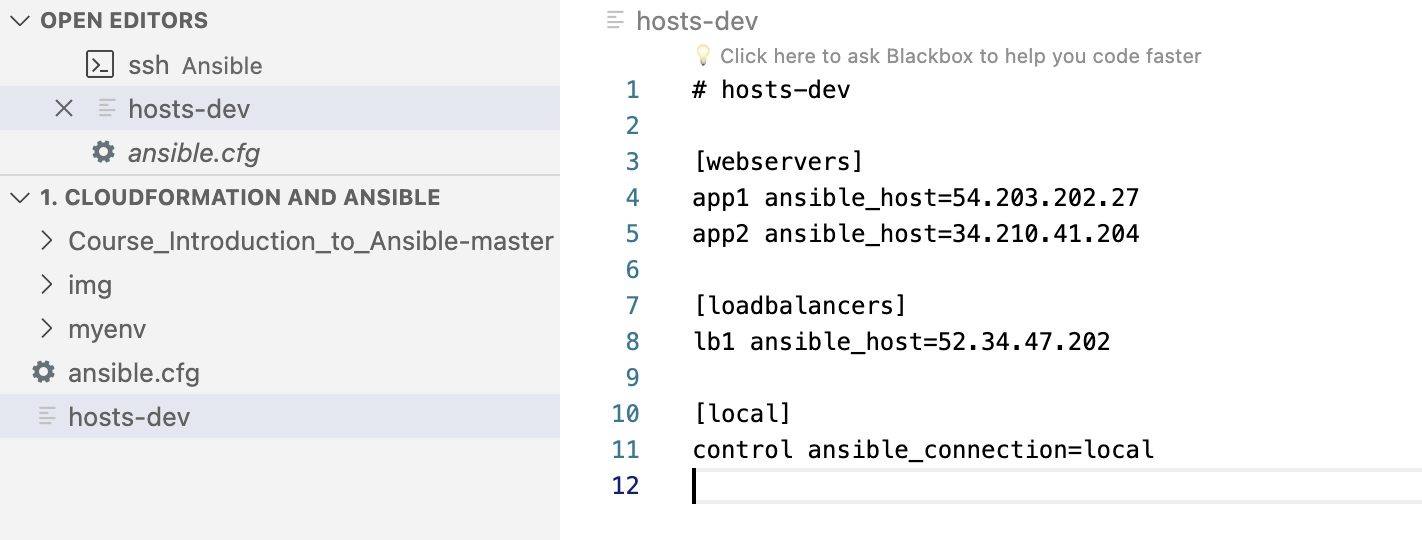 OPEN EDITORS
ssh Ansible
hosts-dev
ansible.cfg
1. CLOUDFORMATION AND ANSIBLE
Course_Introduction_to_Ansible-master
img
myenv
ansible.cfg
hosts-dev
hosts-dev
Click here to ask Blackbox to help you code faster
1 # hosts-dev
2
3 [webservers]
4 app1 ansible_host=54.203.202.27
5 app2 ansible_host=34.210.41.204
6
7 [loadbalancers]
8 lb1 ansible_host=52.34.47.202
9
10 [local]
11 control ansible_connection=local
12